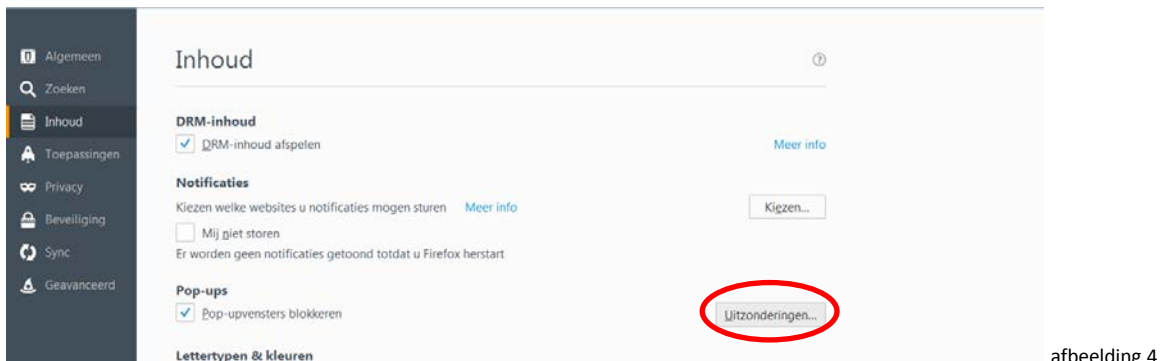 Algemeen
Zoeken
Inhoud
Toepassingen
Privacy
Beveiliging
Sync
Geavanceerd
Inhoud
DRM-inhoud
DRM-inhoud afspelen Meer info
Notificaties
Kiezen welke websites u notificaties mogen sturen Meer info Kiezen...
Mij niet storen
Er worden geen notificaties getoond totdat u Firefox herstart
Pop-ups
Pop-upvensters blokkeren Uitzonderingen...
Lettertypen & kleuren
afbeelding 4